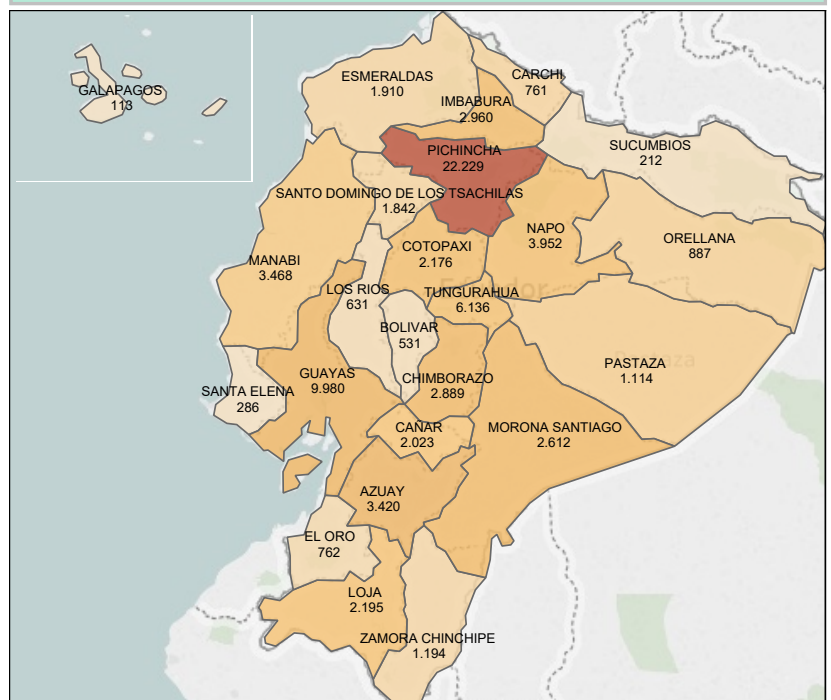 GALAPAGOS
113
ESMERALDAS
1.910
CARCHI
761
IMBABURA
2.960
PICHINCHA
22.229
SUCUMBIOS
212
SANTO DOMINGO DE LOS TSACHILAS
1.842
NAPO
3.952
ORELLANA
887
COTOPAXI
2.176
MANABI
3.468
LOS RIOS
631
TUNGURAHUA
6.136
BOLIVAR
531
PASTAZA
1.114
GUAYAS
9.980
CHIMBORAZO
2.889
SANTA ELENA
286
CAÑAR
2.023
MORONA SANTIAGO
2.612
AZUAY
3.420
EL ORO
762
LOJA
2.195
ZAMORA CHINCHIPE
1.194